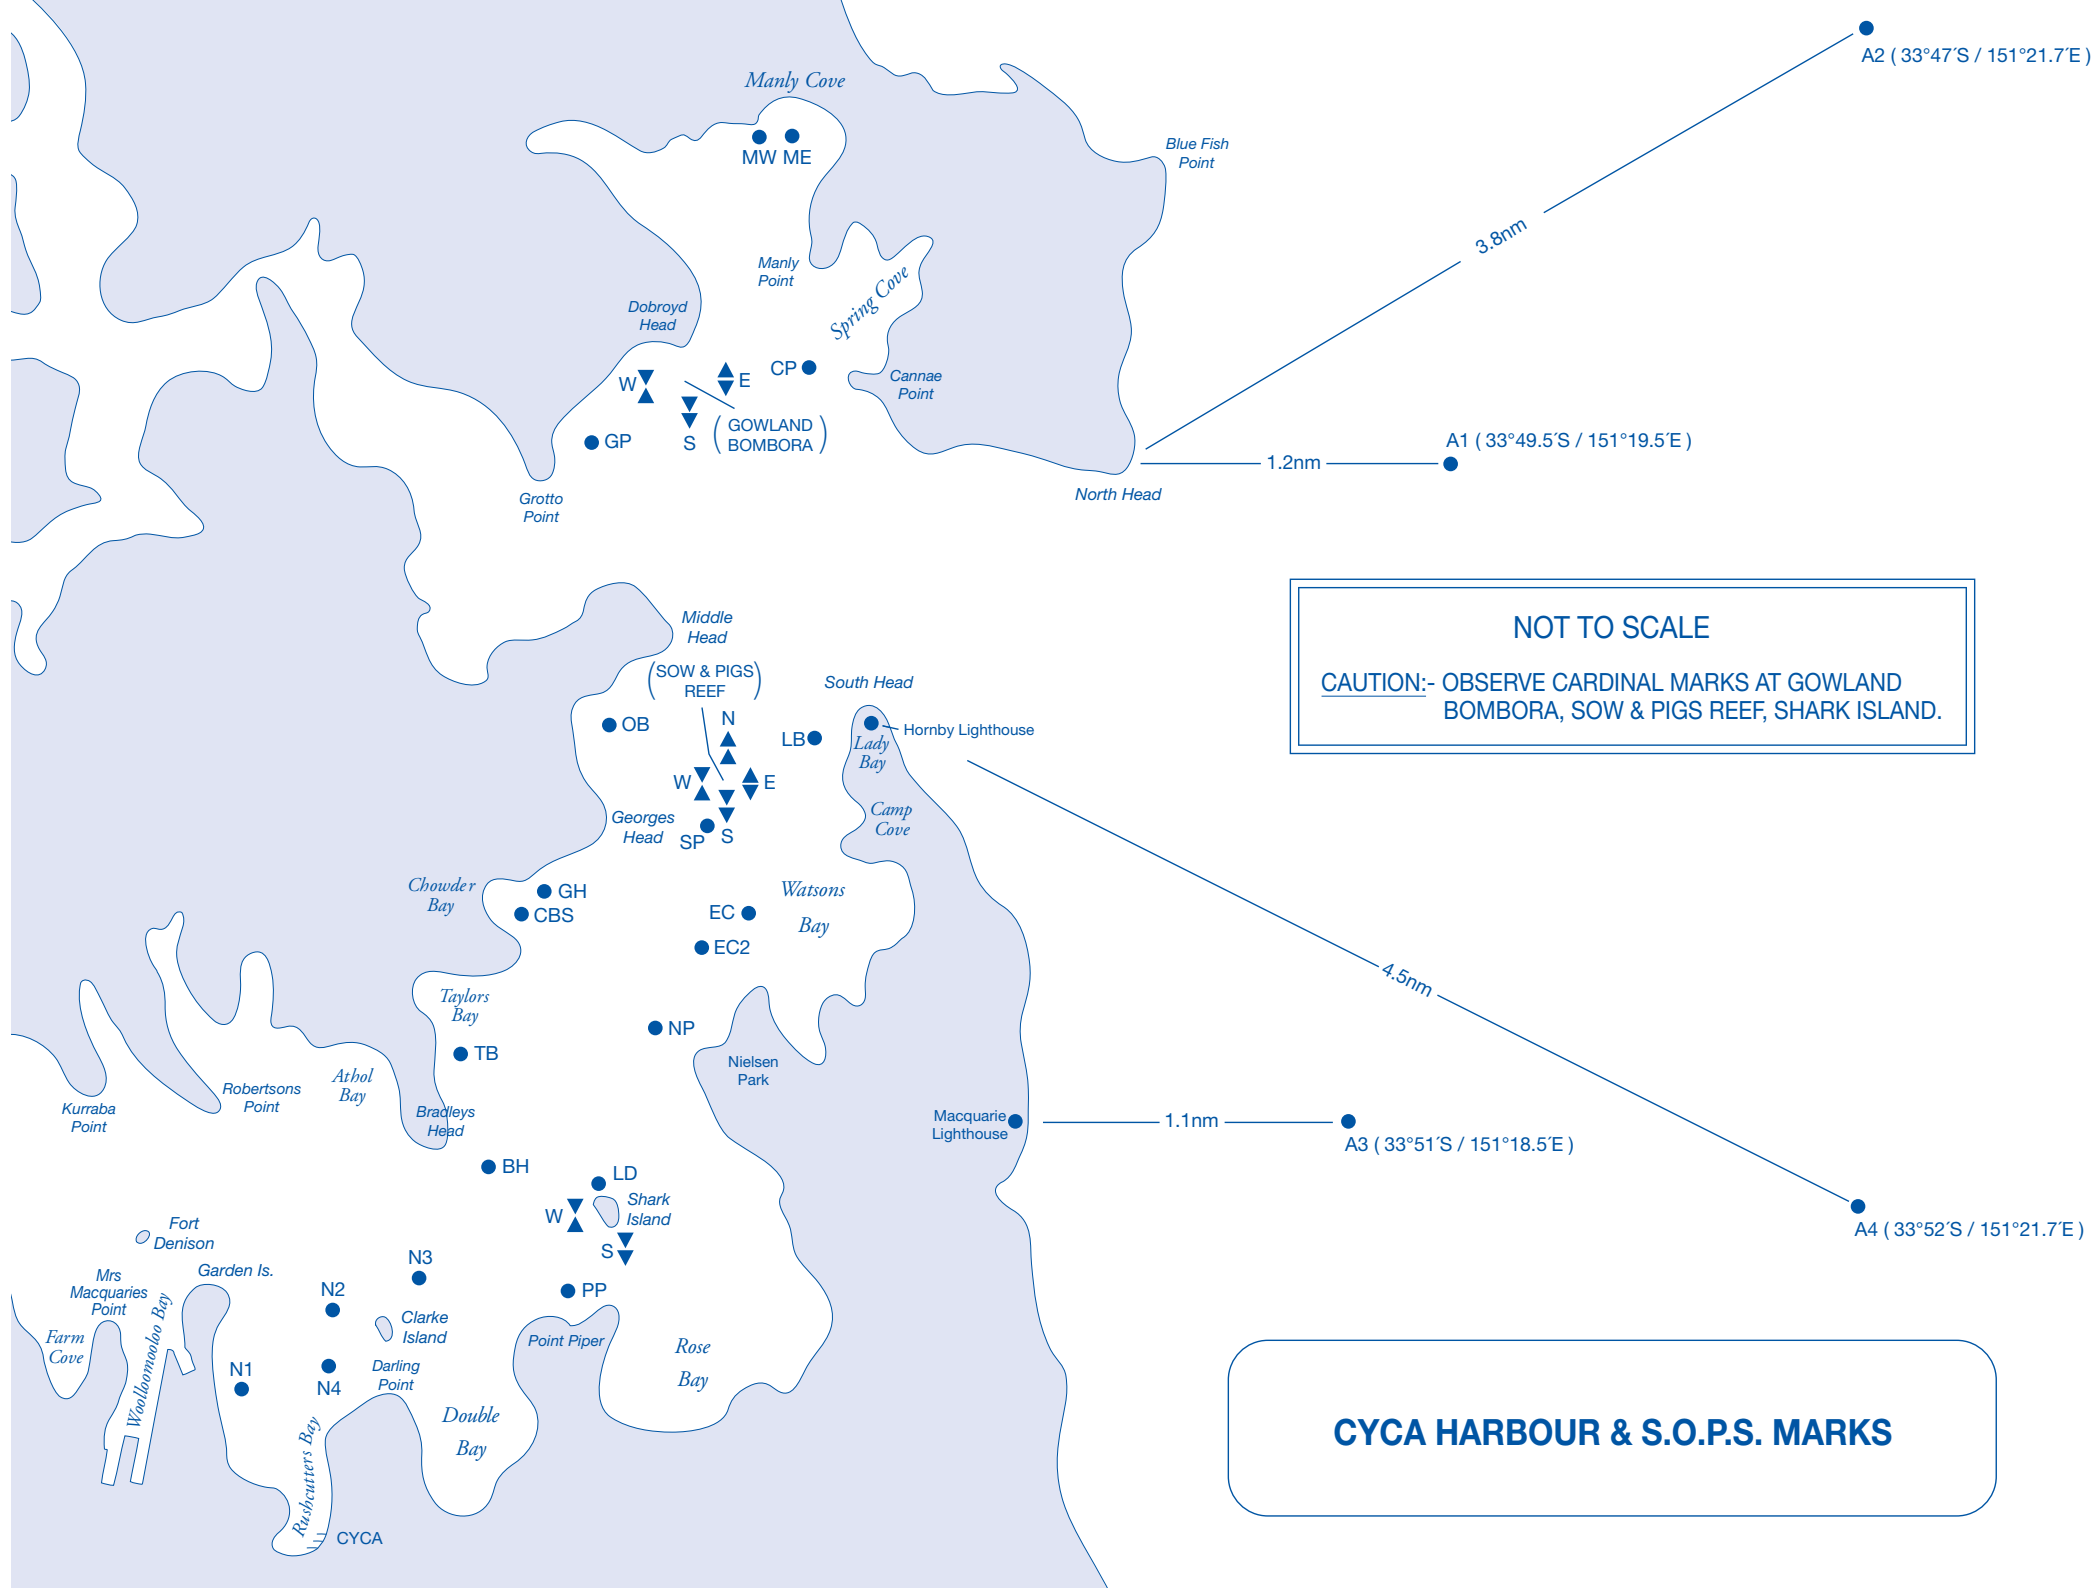 A2 ( 33°47´S / 151°21.7´E )
Manly Cove
MW ME
Blue Fish
Point
3.8nm
Manly
Point
Spring Cove
Dobroyd
Head
CP
W
E
Cannae
Point
(GOWLAND
BOMBORA)
S
GP
A1 ( 33°49.5´S / 151°19.5´E )
1.2nm
North Head
Grotto
Point
NOT TO SCALE
CAUTION:- OBSERVE CARDINAL MARKS AT GOWLAND
BOMBORA, SOW & PIGS REEF, SHARK ISLAND.
Middle
Head
(SOW & PIGS
REEF)
South Head
N
OB
LB
Hornby Lighthouse
Lady
Bay
W
E
Georges
Head
SP
S
Camp
Cove
Chowder
Bay
GH
CBS
EC
EC2
Watsons
Bay
4.5nm
Taylors
Bay
NP
TB
Nielsen
Park
Athol
Bay
Robertsons
Point
Kurraba
Point
Bradleys
Head
Macquarie
Lighthouse
1.1nm
A3 ( 33°51´S / 151°18.5´E )
BH
LD
Shark
Island
W
S
A4 ( 33°52´S / 151°21.7´E )
Fort
Denison
Garden Is.
Mrs
Macquaries
Point
N3
N2
PP
Clarke
Island
Farm
Cove
Woolloomooloo Bay
Point Piper
Rose
Bay
N1
N4
Darling
Point
Double
Bay
Rushcutters Bay
CYCA
CYCA HARBOUR & S.O.P.S. MARKS